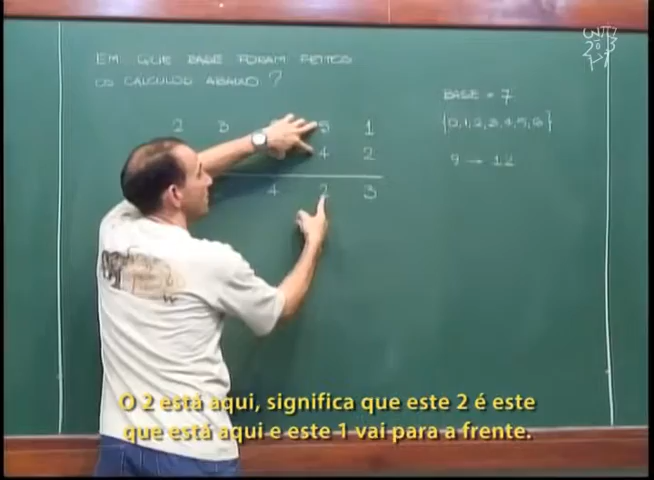 EM QUE BASE FORAM FEITOS
OS CÁLCULOS ABAIXO?
BASE = 7
{0,1,2,3,4,5,6}
9 → 12
2 3 5 1
4 2
4 2 3
O 2 está aqui, significa que este 2 é este
que está aqui e este 1 vai para a frente.